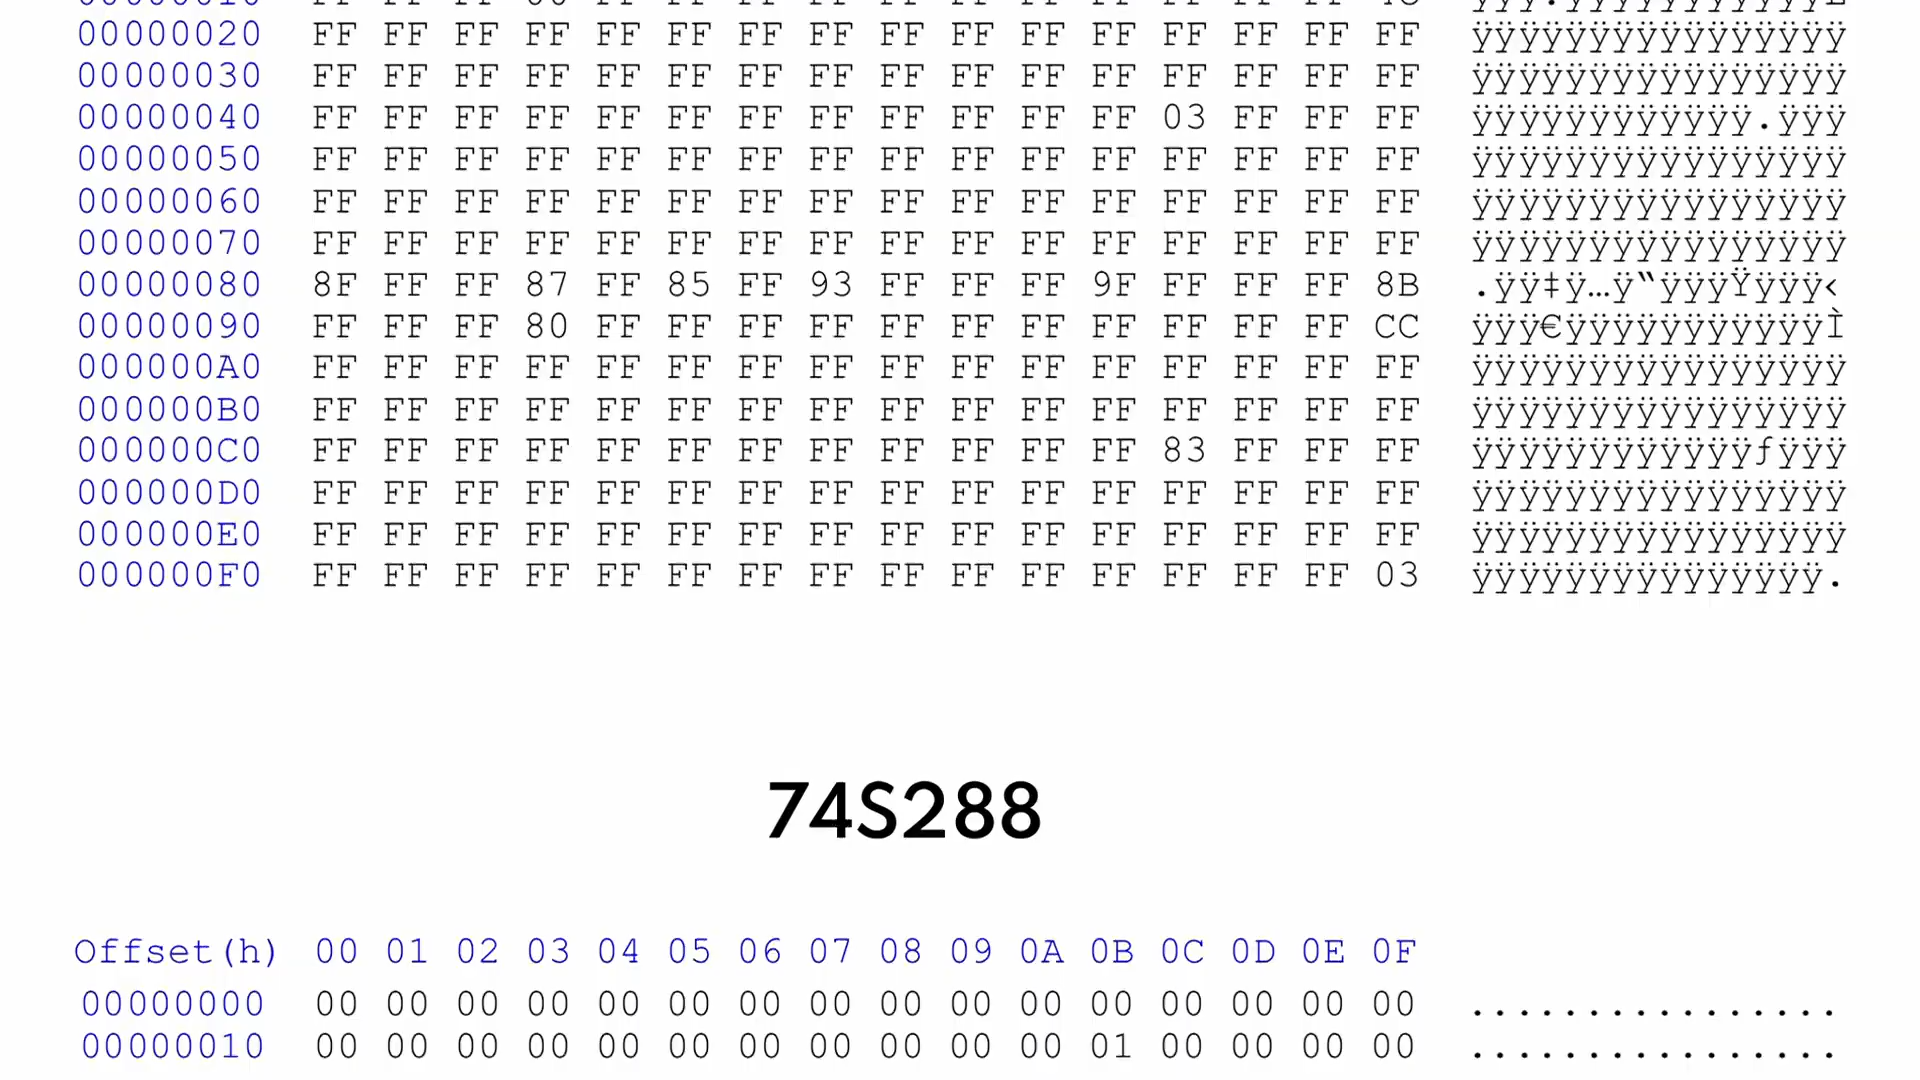 00000020 FF FF FF FF FF FF FF FF FF FF FF FF FF FF FF FF ÿÿÿÿÿÿÿÿÿÿÿÿÿÿÿÿ
00000030 FF FF FF FF FF FF FF FF FF FF FF FF FF FF FF FF ÿÿÿÿÿÿÿÿÿÿÿÿÿÿÿÿ
00000040 FF FF FF FF FF FF FF FF FF FF FF FF 03 FF FF FF ÿÿÿÿÿÿÿÿÿÿÿÿ.ÿÿÿ
00000050 FF FF FF FF FF FF FF FF FF FF FF FF FF FF FF FF ÿÿÿÿÿÿÿÿÿÿÿÿÿÿÿÿ
00000060 FF FF FF FF FF FF FF FF FF FF FF FF FF FF FF FF ÿÿÿÿÿÿÿÿÿÿÿÿÿÿÿÿ
00000070 FF FF FF FF FF FF FF FF FF FF FF FF FF FF FF FF ÿÿÿÿÿÿÿÿÿÿÿÿÿÿÿÿ
00000080 8F FF FF 87 FF 85 FF 93 FF FF FF 9F FF FF FF 8B .ÿÿ‡ÿ…ÿ“ÿÿÿŸÿÿÿ‹
00000090 FF FF FF 80 FF FF FF FF FF FF FF FF FF FF FF CC ÿÿÿ€ÿÿÿÿÿÿÿÿÿÿÿÌ
000000A0 FF FF FF FF FF FF FF FF FF FF FF FF FF FF FF FF ÿÿÿÿÿÿÿÿÿÿÿÿÿÿÿÿ
000000B0 FF FF FF FF FF FF FF FF FF FF FF FF FF FF FF FF ÿÿÿÿÿÿÿÿÿÿÿÿÿÿÿÿ
000000C0 FF FF FF FF FF FF FF FF FF FF FF FF 83 FF FF FF ÿÿÿÿÿÿÿÿÿÿÿÿƒÿÿÿ
000000D0 FF FF FF FF FF FF FF FF FF FF FF FF FF FF FF FF ÿÿÿÿÿÿÿÿÿÿÿÿÿÿÿÿ
000000E0 FF FF FF FF FF FF FF FF FF FF FF FF FF FF FF FF ÿÿÿÿÿÿÿÿÿÿÿÿÿÿÿÿ
000000F0 FF FF FF FF FF FF FF FF FF FF FF FF FF FF FF 03 ÿÿÿÿÿÿÿÿÿÿÿÿÿÿÿ.
74S288
Offset(h) 00 01 02 03 04 05 06 07 08 09 0A 0B 0C 0D 0E 0F
00000000 00 00 00 00 00 00 00 00 00 00 00 00 00 00 00 00 ................
00000010 00 00 00 00 00 00 00 00 00 00 00 01 00 00 00 00 ................